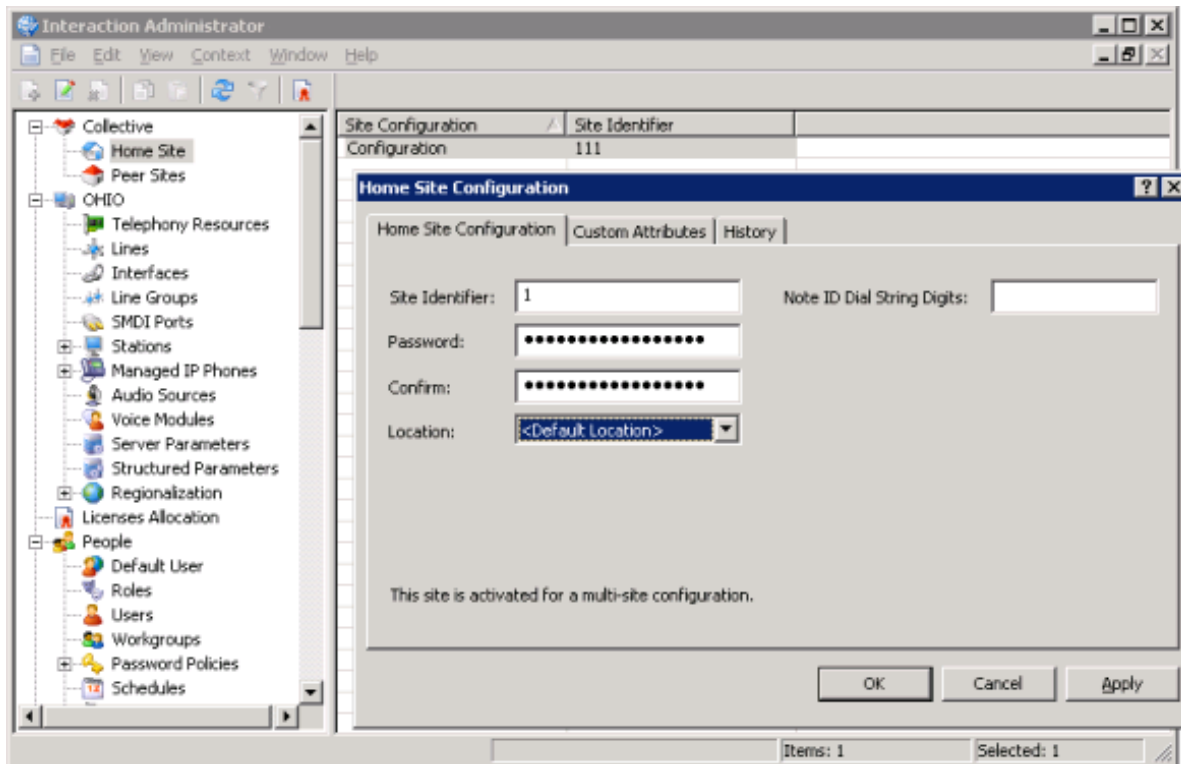 Interaction Administrator
File Edit View Context Window Help
Site Configuration Site Identifier
Configuration 111
Collective
Home Site
Peer Sites
OHIO
Telephony Resources
Lines
Interfaces
Line Groups
SMDI Ports
Stations
Managed IP Phones
Audio Sources
Voice Modules
Server Parameters
Structured Parameters
Regionalization
Licenses Allocation
People
Default User
Roles
Users
Workgroups
Password Policies
Schedules
Home Site Configuration
Home Site Configuration Custom Attributes History
Site Identifier: 1 Note ID Dial String Digits:
Password: •••••••••••••••••
Confirm: •••••••••••••••••
Location: <Default Location>
This site is activated for a multi-site configuration.
OK Cancel Apply
Items: 1 Selected: 1